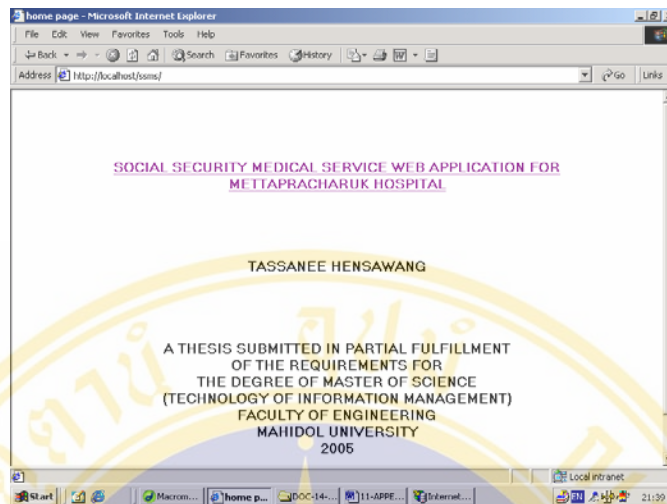 home page - Microsoft Internet Explorer
File Edit View Favorites Tools Help
Back Search Favorites History
Address http://localhost/ssms/ Go Links
SOCIAL SECURITY MEDICAL SERVICE WEB APPLICATION FOR
METTAPRACHARUK HOSPITAL
TASSANEE HENSAWANG
A THESIS SUBMITTED IN PARTIAL FULFILLMENT
OF THE REQUIREMENTS FOR
THE DEGREE OF MASTER OF SCIENCE
(TECHNOLOGY OF INFORMATION MANAGEMENT)
FACULTY OF ENGINEERING
MAHIDOL UNIVERSITY
2005
Local intranet
Start Macrom... home p... DOC-14-... 11-APPE... Internet... EN 21:39